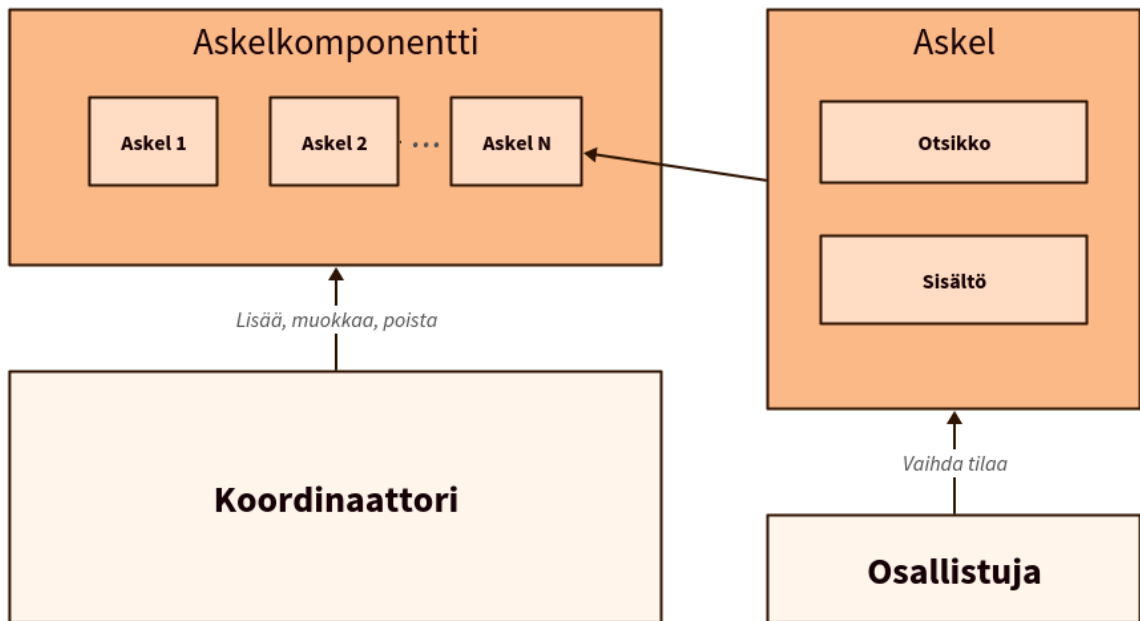 Askelkomponentti
Askel 1
Askel 2
...
Askel N
Lisää, muokkaa, poista
Koordinaattori
Askel
Otsikko
Sisältö
Vaihda tilaa
Osallistuja